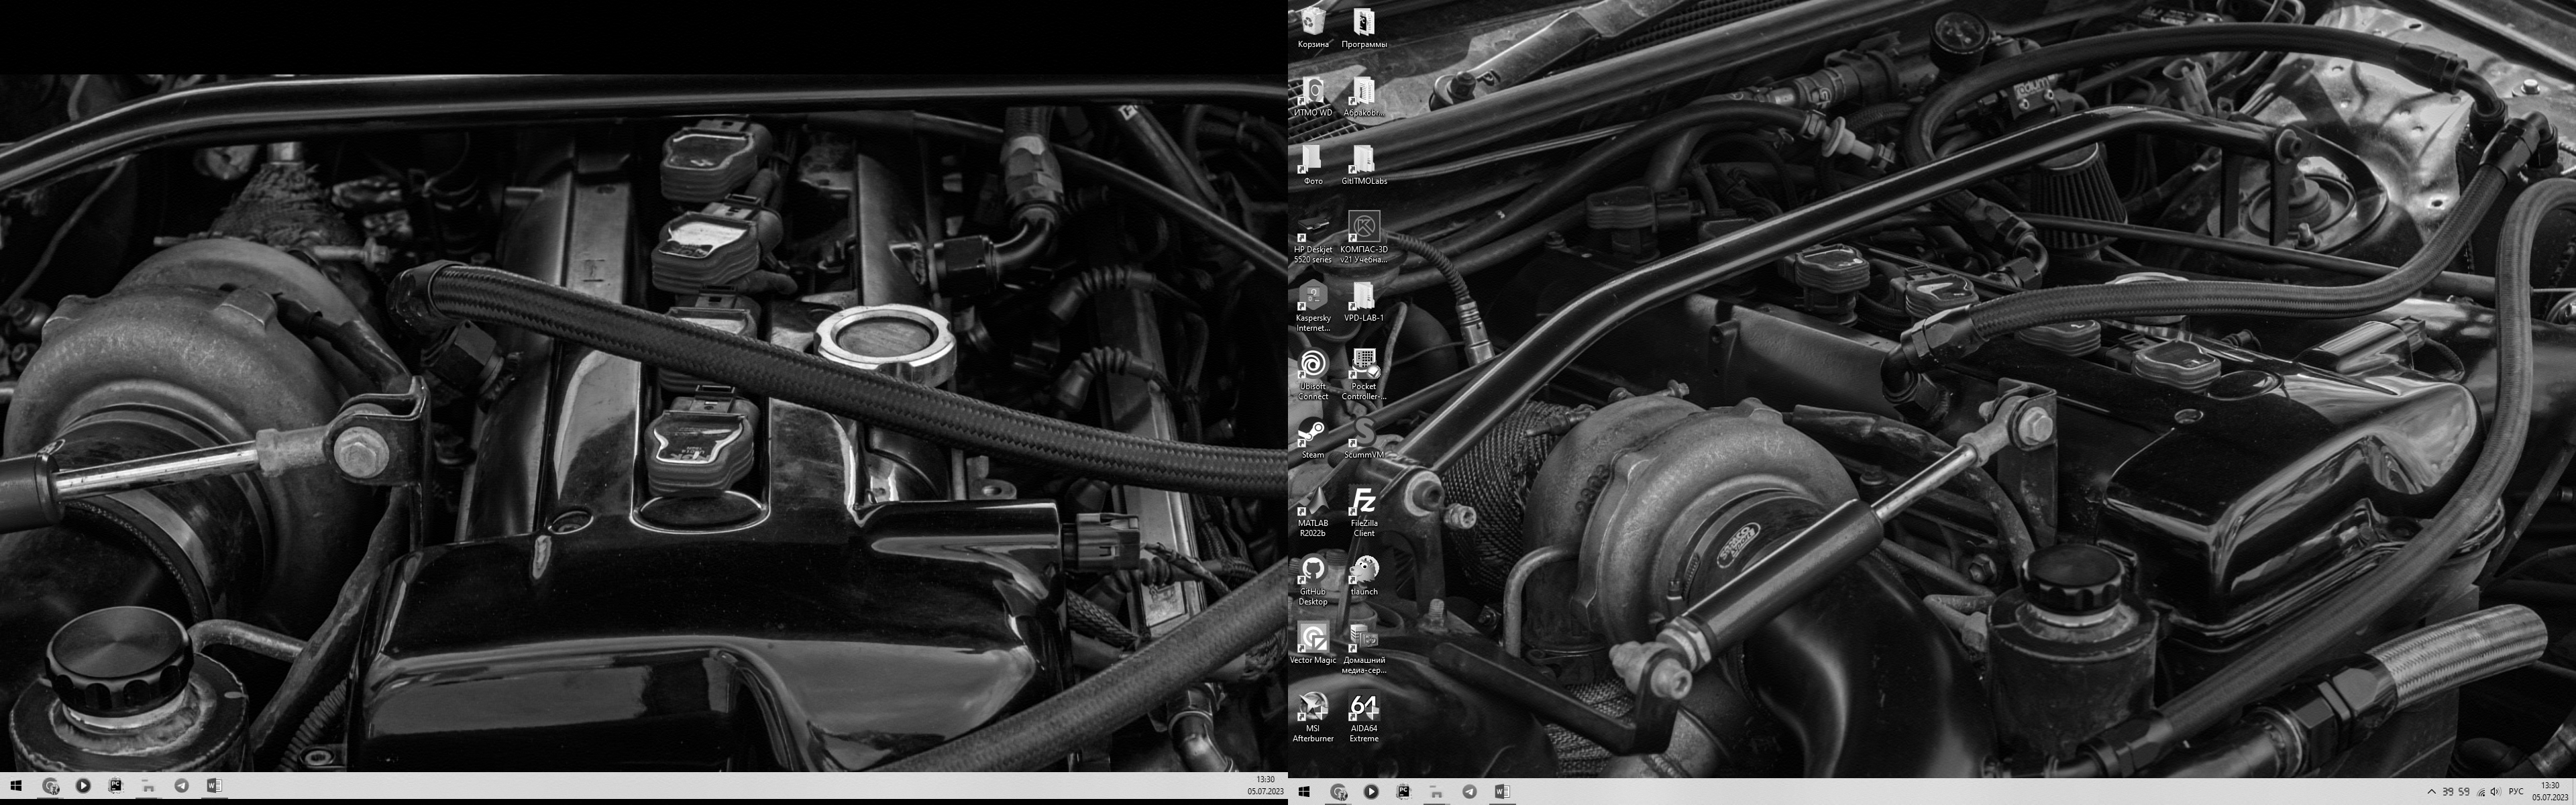 Корзина
Программы
ИТМО WD
Абракобг...
Фото
GitITMOLabs
HP Deskjet
5520 series
КОМПАС-3D
v21 Учебна...
Kaspersky
Internet...
VPD-LAB-1
Ubisoft
Connect
Pocket
Controller-...
Steam
ScummVM
MATLAB
R2022b
FileZilla
Client
GitHub
Desktop
tlaunch
Vector Magic
Домашний
медиа-сер...
MSI
Afterburner
64
AIDA64
Extreme
13:30
05.07.2023
39 59
РУС
13:30
05.07.2023